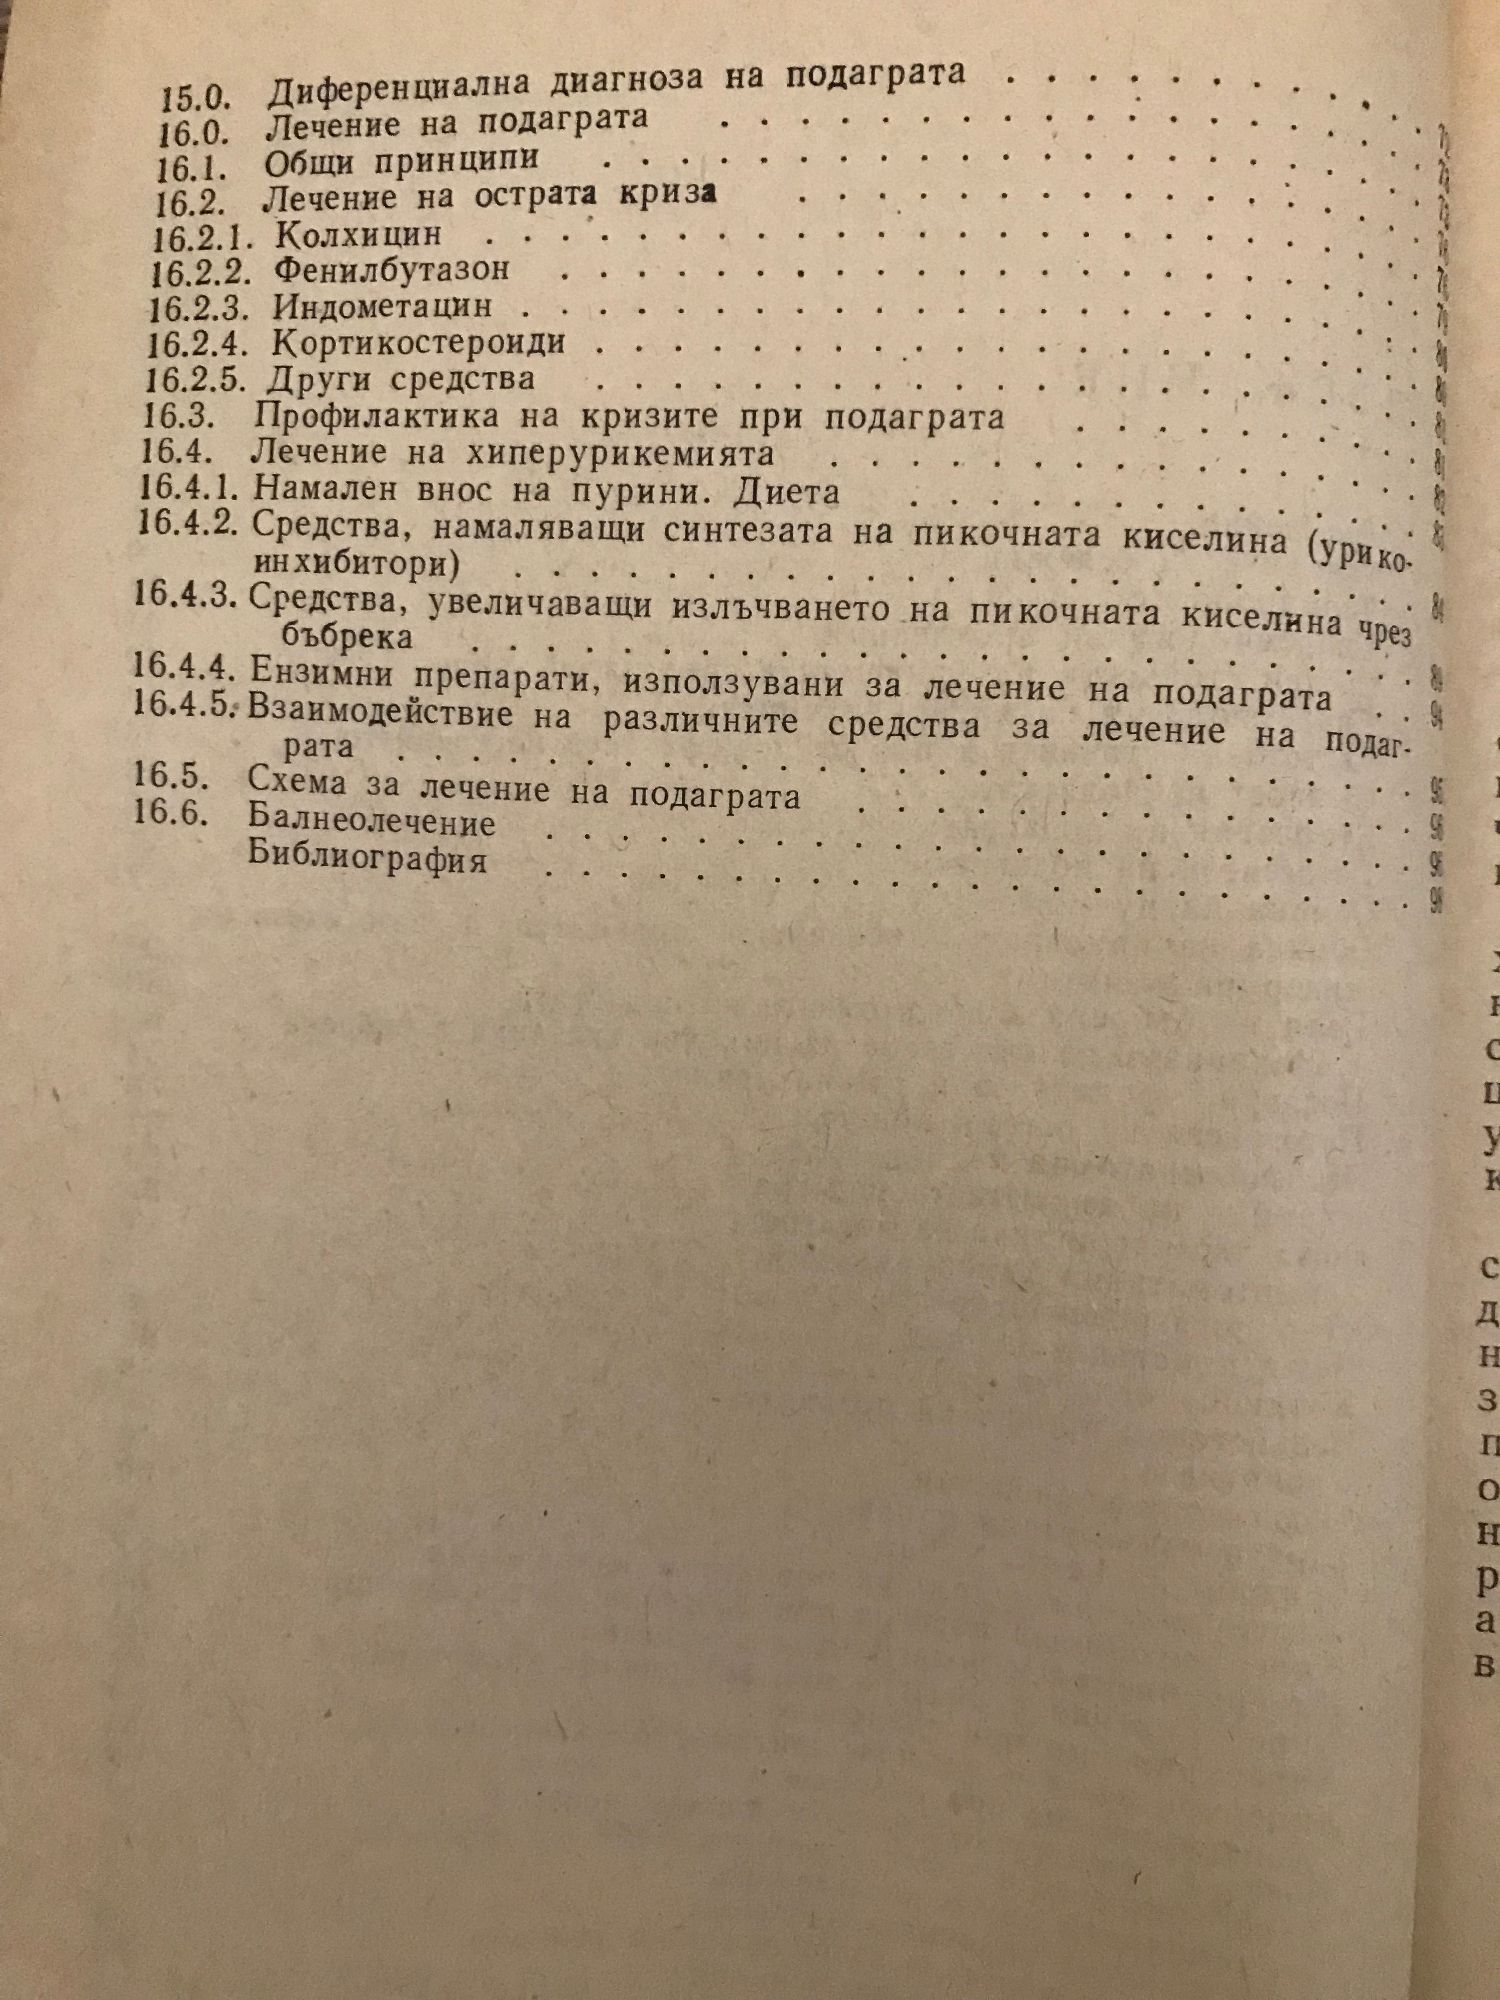 15.0. Диференциална диагноза на подаграта . . . . . . . . . .
16.0. Лечение на подаграта . . . . . . . . . . . . . . . . . . .
16.1. Общи принципи . . . . . . . . . . . . . . . . . . . . . .
16.2. Лечение на острата криза . . . . . . . . . . . . . . . . .
16.2.1. Колхицин . . . . . . . . . . . . . . . . . . . . . . . .
16.2.2. Фенилбутазон . . . . . . . . . . . . . . . . . . . . . .
16.2.3. Индометацин . . . . . . . . . . . . . . . . . . . . . . .
16.2.4. Кортикостероиди . . . . . . . . . . . . . . . . . . . . .
16.2.5. Други средства . . . . . . . . . . . . . . . . . . . . .
16.3. Профилактика на кризите при подаграта . . . . . . . . .
16.4. Лечение на хиперурикемията . . . . . . . . . . . . . . .
16.4.1. Намален внос на пурини. Диета . . . . . . . . . . . . .
16.4.2. Средства, намаляващи синтезата на пикочната киселина (урико-
инхибитори) . . . . . . . . . . . . . . . . . . . . . . . . 84
16.4.3. Средства, увеличаващи излъчването на пикочната киселина чрез
бъбрека . . . . . . . . . . . . . . . . . . . . . . . . .
16.4.4. Ензимни препарати, използувани за лечение на подаграта . . 94
16.4.5. Взаимодействие на различните средства за лечение на подаг-
рата . . . . . . . . . . . . . . . . . . . . . . . . . . .
16.5. Схема за лечение на подаграта . . . . . . . . . . . . . .
16.6. Балнеолечение . . . . . . . . . . . . . . . . . . . . . .
Библиография . . . . . . . . . . . . . . . . . . . . . . .